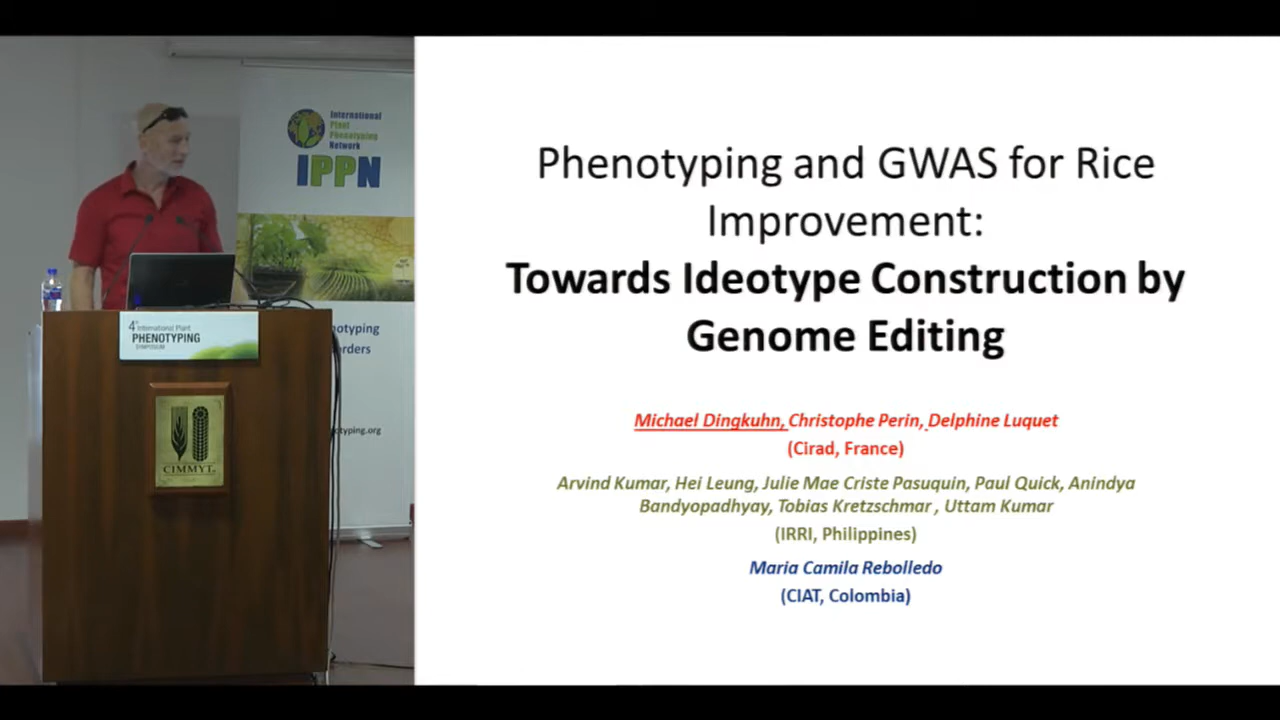 International
Plant
Phenotyping
Network
IPPN
4th International Plant
PHENOTYPING
SYMPOSIUM
CIMMYT
Phenotyping and GWAS for Rice
Improvement:
Towards Ideotype Construction by
Genome Editing
Michael Dingkuhn, Christophe Perin, Delphine Luquet
(Cirad, France)
Arvind Kumar, Hei Leung, Julie Mae Criste Pasuquin, Paul Quick, Anindya
Bandyopadhyay, Tobias Kretzschmar , Uttam Kumar
(IRRI, Philippines)
Maria Camila Rebolledo
(CIAT, Colombia)